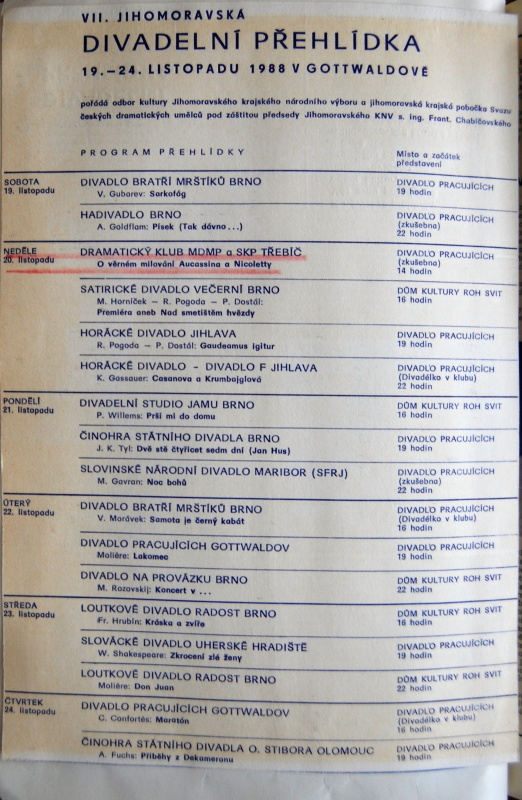 VII. JIHOMORAVSKÁ
DIVADELNÍ PŘEHLÍDKA
19.–24. LISTOPADU 1988 V GOTTWALDOVĚ
pořádá odbor kultury Jihomoravského krajského národního výboru a jihomoravská krajská pobočka Svazu
českých dramatických umělců pod záštitou předsedy Jihomoravského KNV s. ing. Frant. Chabičovského
PROGRAM PŘEHLÍDKY
Místo a začátek
představení
SOBOTA
19. listopadu
DIVADLO BRATŘÍ MRŠTÍKŮ BRNO
V. Gubarev: Sarkofág
DIVADLO PRACUJÍCÍCH
19 hodin
HADIVADLO BRNO
A. Goldflam: Písek (Tak dávno...)
DIVADLO PRACUJÍCÍCH
(zkušebna)
22 hodin
NEDĚLE
20. listopadu
DRAMATICKÝ KLUB MDMP a SKP TŘEBÍČ
O věrném milování Aucassina a Nicoletty
DIVADLO PRACUJÍCÍCH
(zkušebna)
14 hodin
SATIRICKÉ DIVADLO VEČERNÍ BRNO
M. Horníček – R. Pogoda – P. Dostál:
Premiéra aneb Nad smetištěm hvězdy
DŮM KULTURY ROH SVIT
16 hodin
HORÁCKÉ DIVADLO JIHLAVA
R. Pogoda – P. Dostál: Gaudeamus igitur
DIVADLO PRACUJÍCÍCH
19 hodin
HORÁCKÉ DIVADLO – DIVADLO F JIHLAVA
K. Gassauer: Casanova a Krumbajglová
DIVADLO PRACUJÍCÍCH
(Divadélko v klubu)
22 hodin
PONDĚLÍ
21. listopadu
DIVADELNÍ STUDIO JAMU BRNO
P. Willems: Prší mi do domu
DŮM KULTURY ROH SVIT
16 hodin
ČINOHRA STÁTNÍHO DIVADLA BRNO
J. K. Tyl: Dvě stě čtyřicet sedm dní (Jan Hus)
DIVADLO PRACUJÍCÍCH
19 hodin
SLOVINSKÉ NÁRODNÍ DIVADLO MARIBOR (SFRJ)
M. Gavran: Noc bohů
DIVADLO PRACUJÍCÍCH
(zkušebna)
22 hodin
ÚTERÝ
22. listopadu
DIVADLO BRATŘÍ MRŠTÍKŮ BRNO
V. Morávek: Samota je černý kabát
DIVADLO PRACUJÍCÍCH
(Divadélko v klubu)
16 hodin
DIVADLO PRACUJÍCÍCH GOTTWALDOV
Molière: Lakomec
DIVADLO PRACUJÍCÍCH
19 hodin
DIVADLO NA PROVÁZKU BRNO
M. Rozovskij: Koncert v ...
DŮM KULTURY ROH SVIT
22 hodin
STŘEDA
23. listopadu
LOUTKOVÉ DIVADLO RADOST BRNO
Fr. Hrubín: Kráska a zvíře
DŮM KULTURY ROH SVIT
16 hodin
SLOVÁCKÉ DIVADLO UHERSKÉ HRADIŠTĚ
W. Shakespeare: Zkrocení zlé ženy
DIVADLO PRACUJÍCÍCH
19 hodin
LOUTKOVÉ DIVADLO RADOST BRNO
Molière: Don Juan
DŮM KULTURY ROH SVIT
22 hodin
ČTVRTEK
24. listopadu
DIVADLO PRACUJÍCÍCH GOTTWALDOV
C. Confortès: Maratón
DIVADLO PRACUJÍCÍCH
(Divadélko v klubu)
16 hodin
ČINOHRA STÁTNÍHO DIVADLA O. STIBORA OLOMOUC
A. Fuchs: Příběhy z Dekameronu
DIVADLO PRACUJÍCÍCH
19 hodin